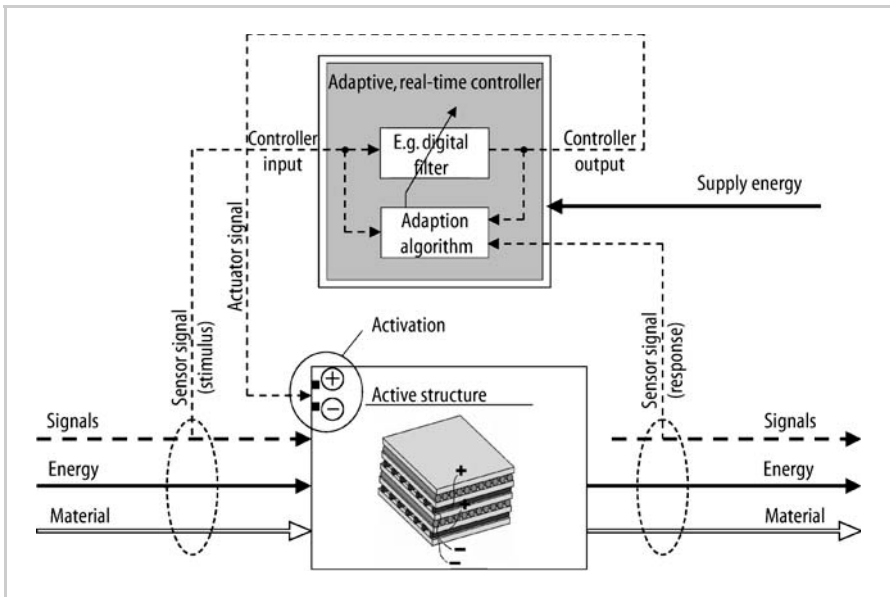 Adaptive, real-time controller
Controller
input
E.g. digital
filter
Controller
output
Supply energy
Adaption
algorithm
Actuator signal
Sensor signal
(stimulus)
Sensor signal
(response)
Activation
+
−
Active structure
Signals
Energy
Material
+
+
−
−
Signals
Energy
Material